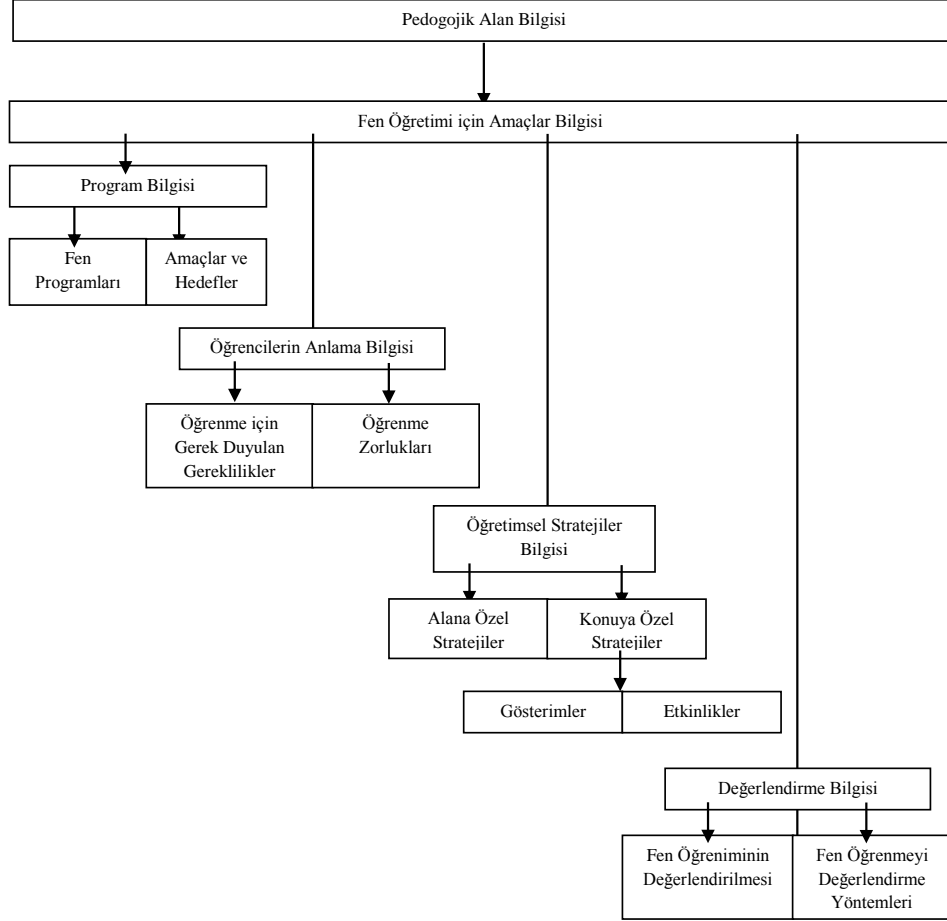 Pedogojik Alan Bilgisi
Fen Öğretimi için Amaçlar Bilgisi
Program Bilgisi
Fen
Programları
Amaçlar ve
Hedefler
Öğrencilerin Anlama Bilgisi
Öğrenme için
Gerek Duyulan
Gereklilikler
Öğrenme
Zorlukları
Öğretimsel Stratejiler
Bilgisi
Alana Özel
Stratejiler
Konuya Özel
Stratejiler
Gösterimler
Etkinlikler
Değerlendirme Bilgisi
Fen Öğreniminin
Değerlendirilmesi
Fen Öğrenmeyi
Değerlendirme
Yöntemleri